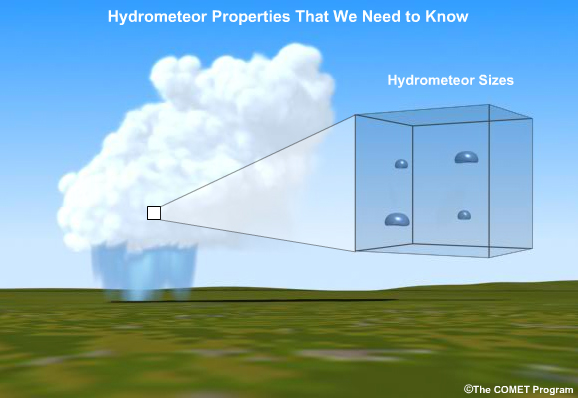 Hydrometeor Properties That We Need to Know
Hydrometeor Sizes
©The COMET Program